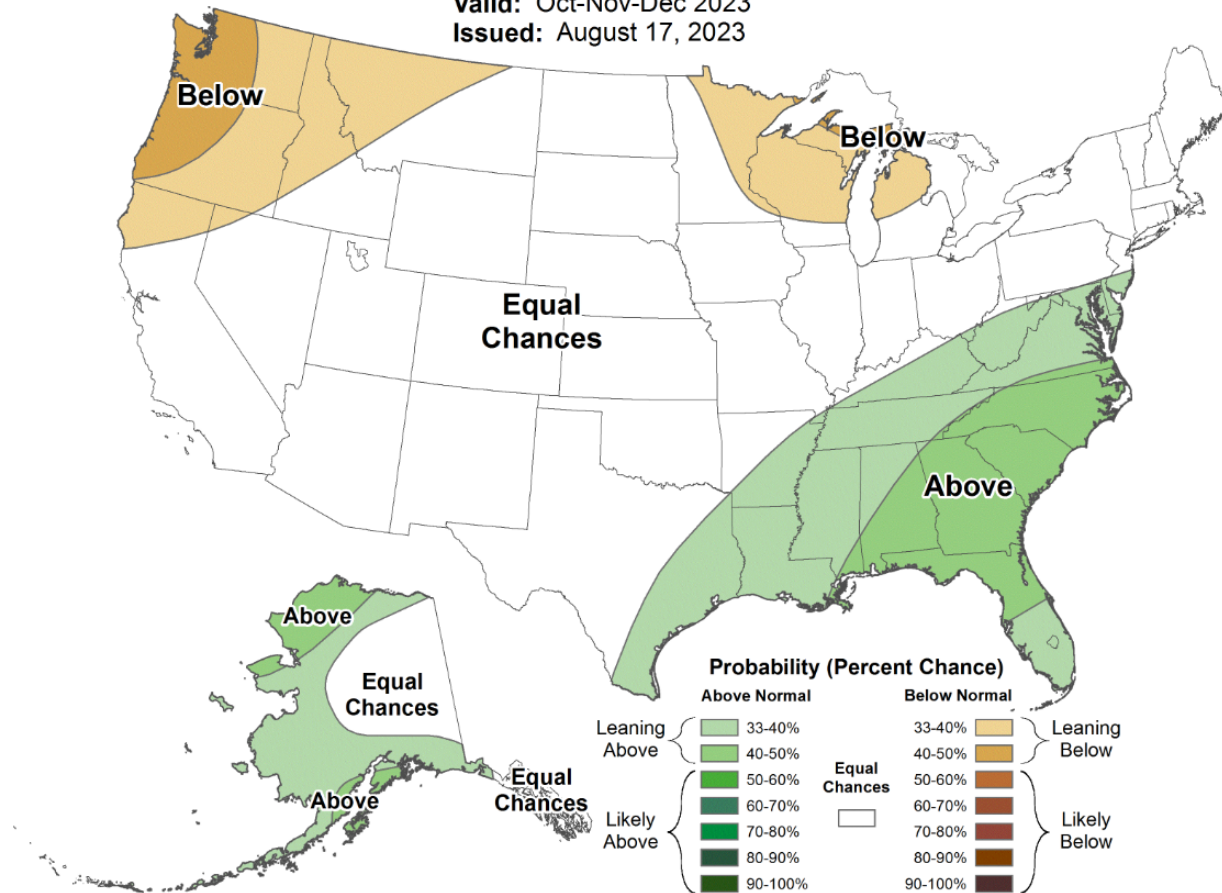 Valid: Oct-Nov-Dec 2023
Issued: August 17, 2023
Below
Below
Equal
Chances
Above
Above
Equal
Chances
Above
Equal
Chances
Probability (Percent Chance)
Above Normal
Below Normal
Leaning
Above
33-40%
40-50%
Likely
Above
50-60%
60-70%
70-80%
80-90%
90-100%
Equal
Chances
33-40%
40-50%
Leaning
Below
50-60%
60-70%
70-80%
80-90%
90-100%
Likely
Below